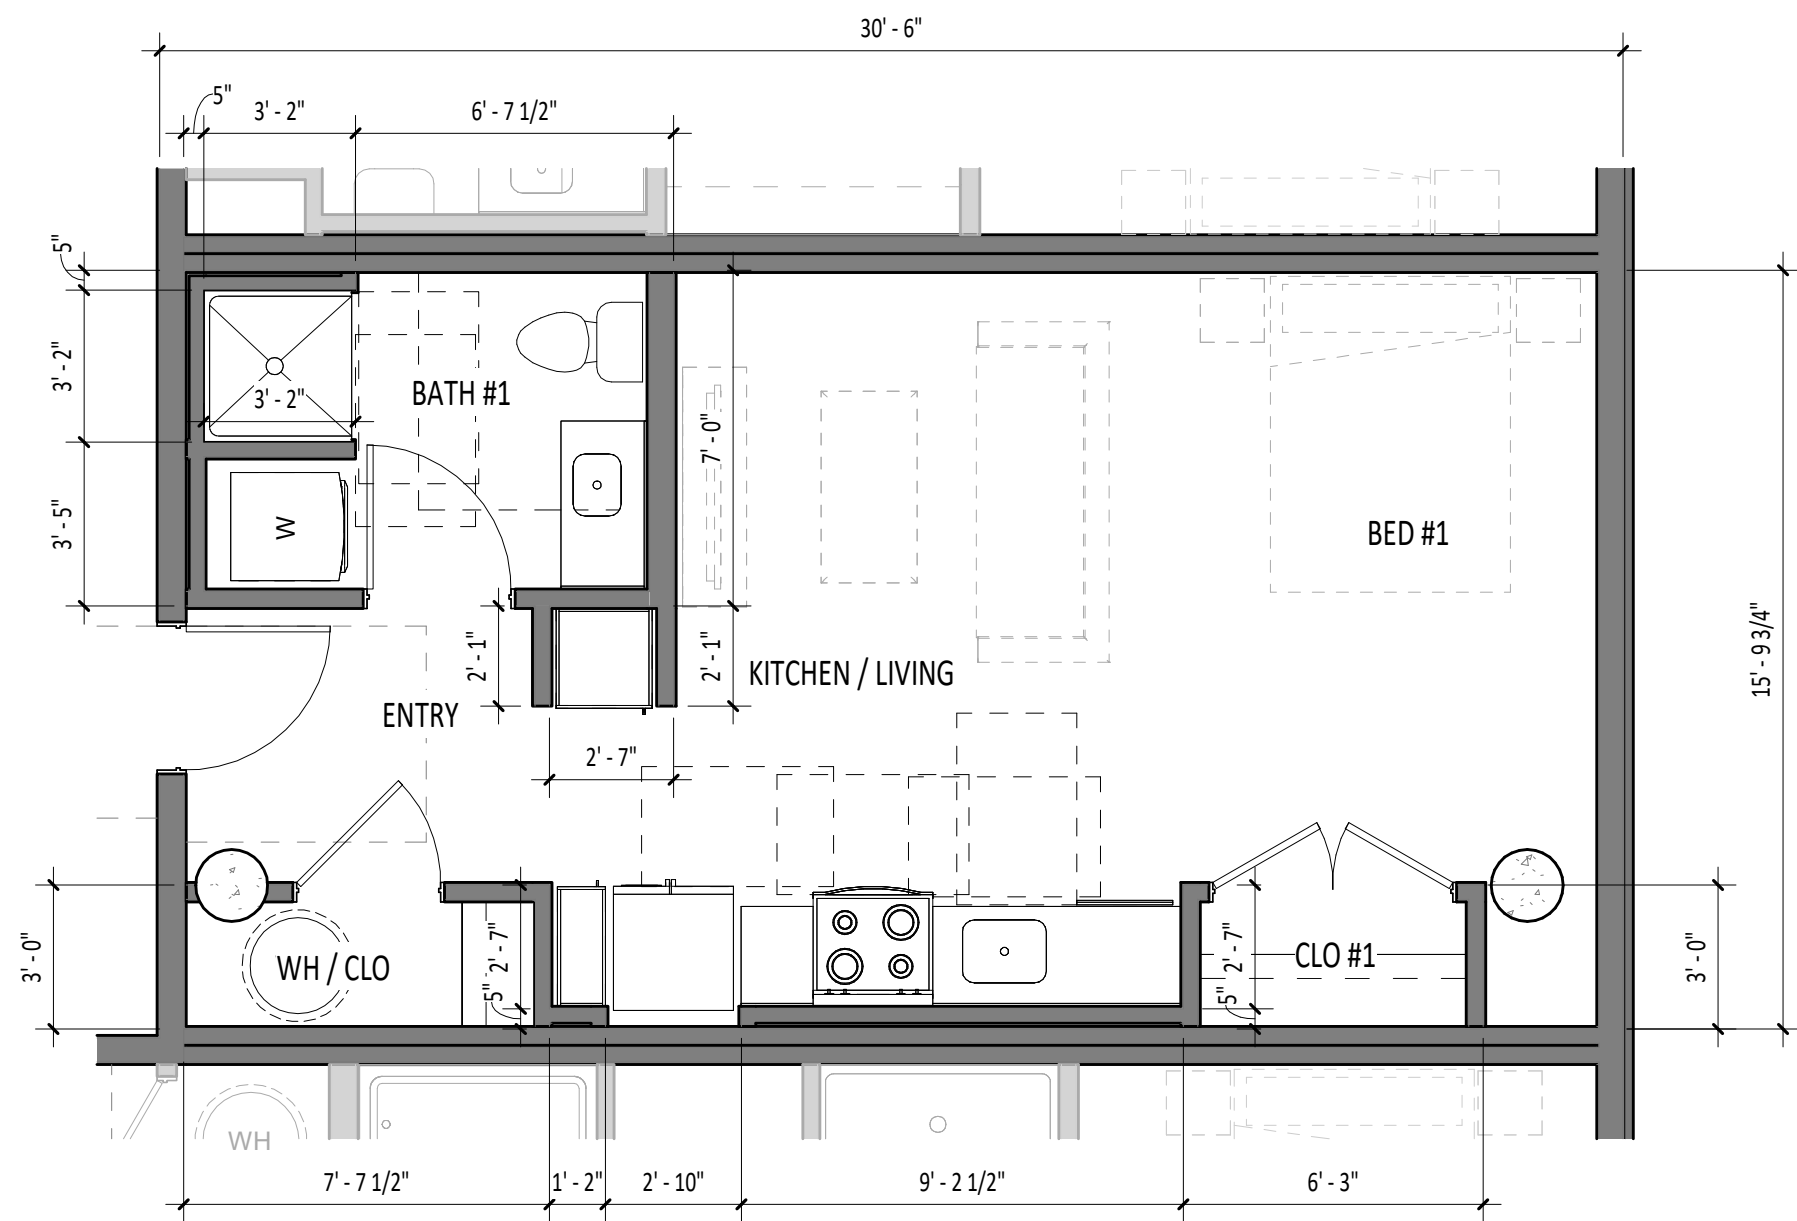 30' - 6"
5"
3' - 2"
6' - 7 1/2"
5"
3' - 2"
3' - 2"
BATH #1
7' - 0"
3' - 5"
W
BED #1
2' - 1"
2' - 1"
KITCHEN / LIVING
15' - 9 3/4"
ENTRY
2' - 7"
3' - 0"
WH / CLO
2' - 7"
5"
CLO #1
2' - 7"
5"
3' - 0"
WH
7' - 7 1/2"
1' - 2"
2' - 10"
9' - 2 1/2"
6' - 3"